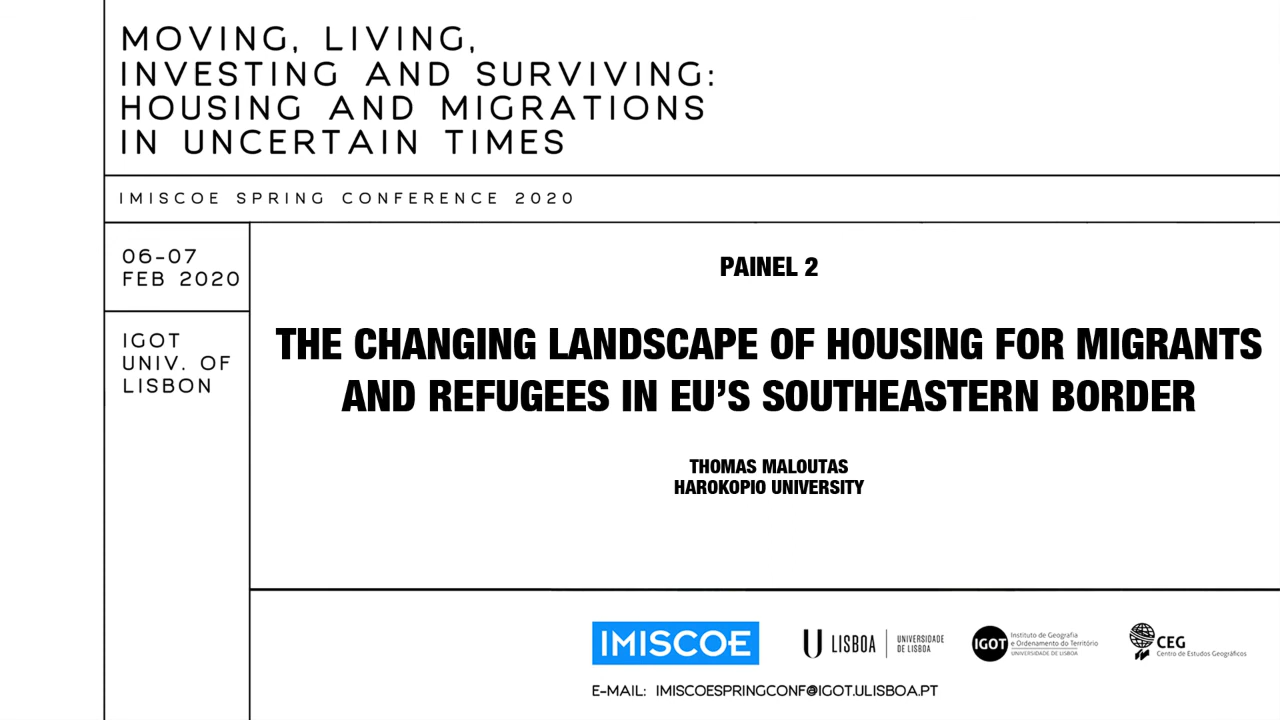 MOVING, LIVING,
INVESTING AND SURVIVING:
HOUSING AND MIGRATIONS
IN UNCERTAIN TIMES
IMISCOE SPRING CONFERENCE 2020
06-07
FEB 2020
IGOT
UNIV. OF
LISBON
PAINEL 2
THE CHANGING LANDSCAPE OF HOUSING FOR MIGRANTS
AND REFUGEES IN EU’S SOUTHEASTERN BORDER
THOMAS MALOUTAS
HAROKOPIO UNIVERSITY
IMISCOE
LISBOA
UNIVERSIDADE
DE LISBOA
IGOT
Instituto de Geografia
e Ordenamento do Território
UNIVERSIDADE DE LISBOA
CEG
Centro de Estudos Geográficos
E-MAIL: IMISCOESPRINGCONF@IGOT.ULISBOA.PT